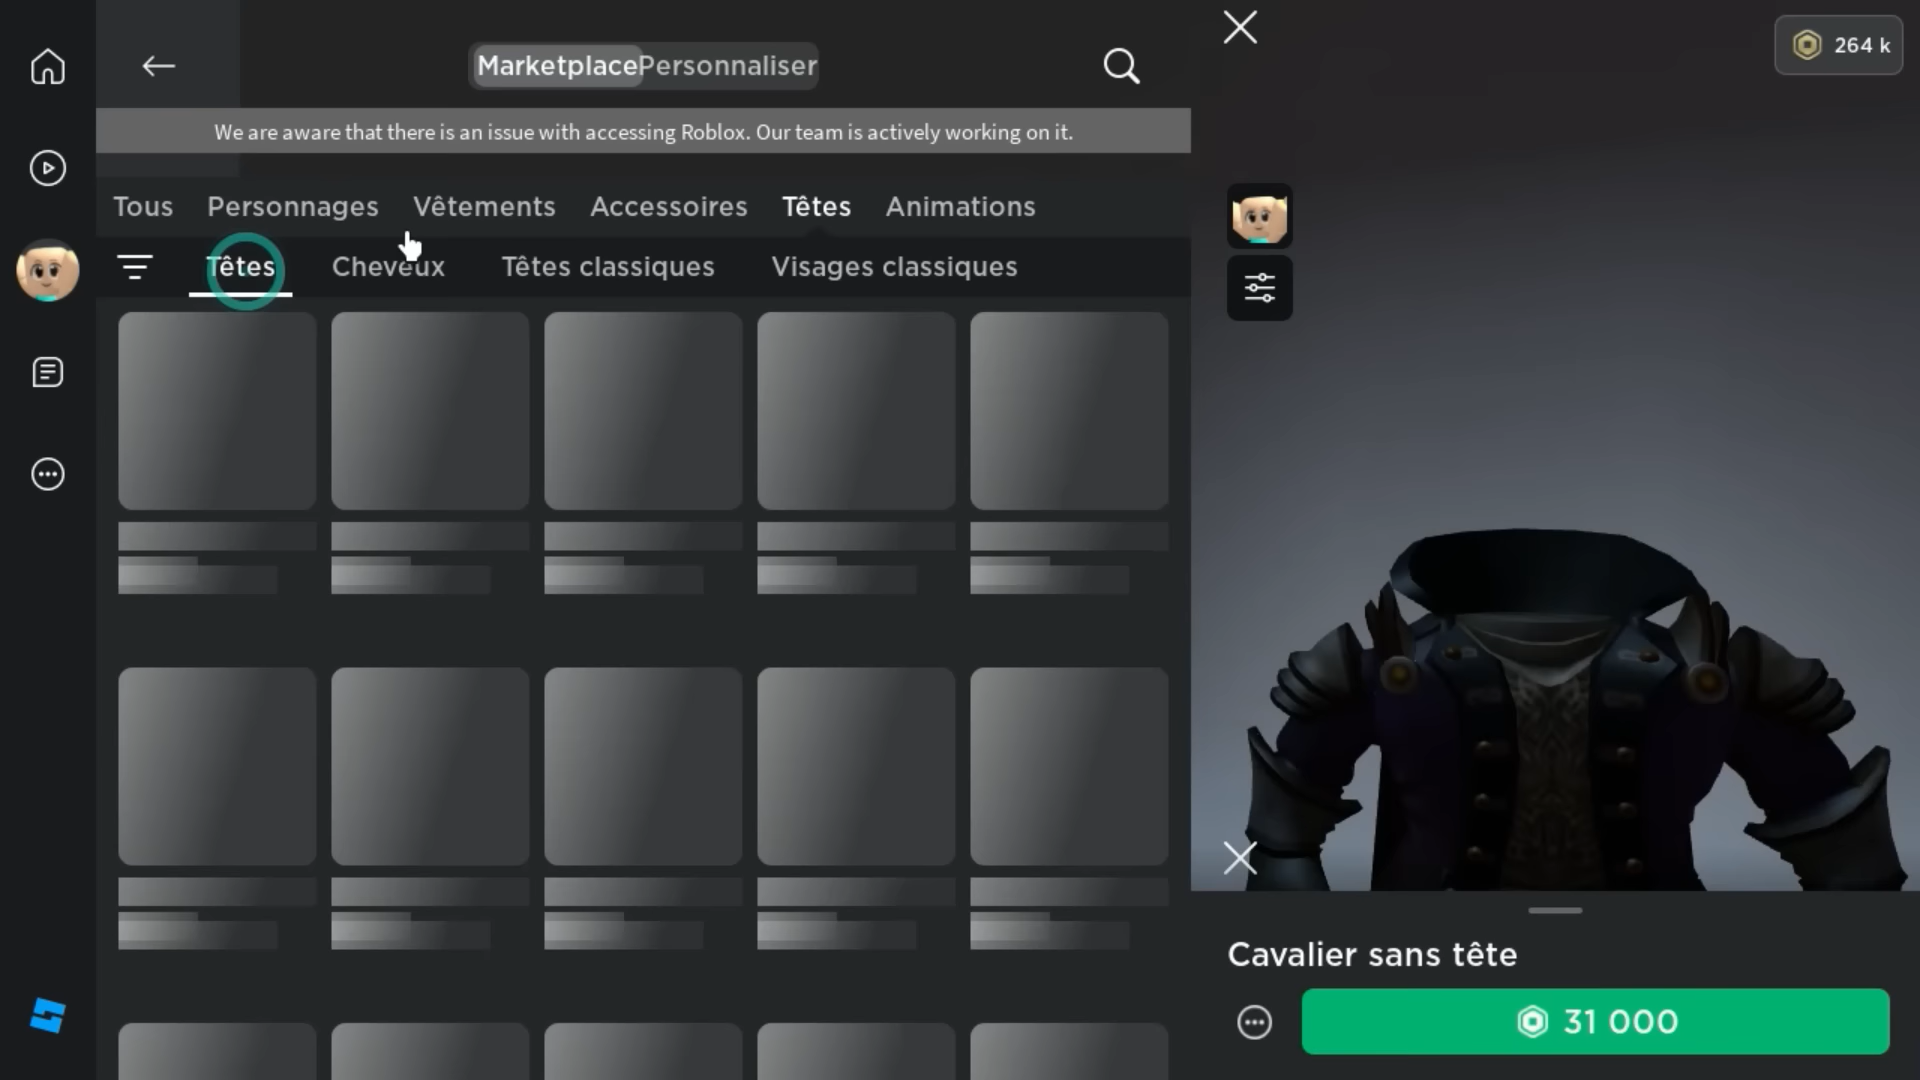 Marketplace Personnaliser
264 k
We are aware that there is an issue with accessing Roblox. Our team is actively working on it.
Tous Personnages Vêtements Accessoires Têtes Animations
Têtes Cheveux Têtes classiques Visages classiques
Cavalier sans tête
31 000